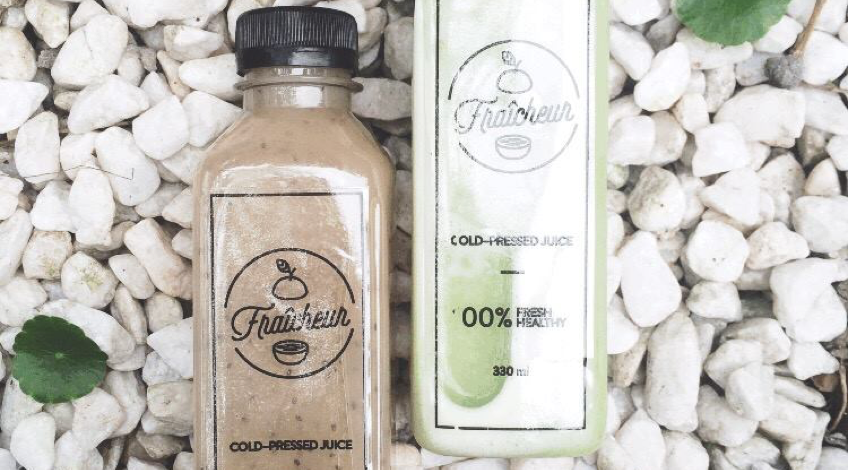 Fraîcheur
COLD-PRESSED JUICE
Fraîcheur
COLD-PRESSED JUICE
00% FRESH
HEALTHY
330 ml